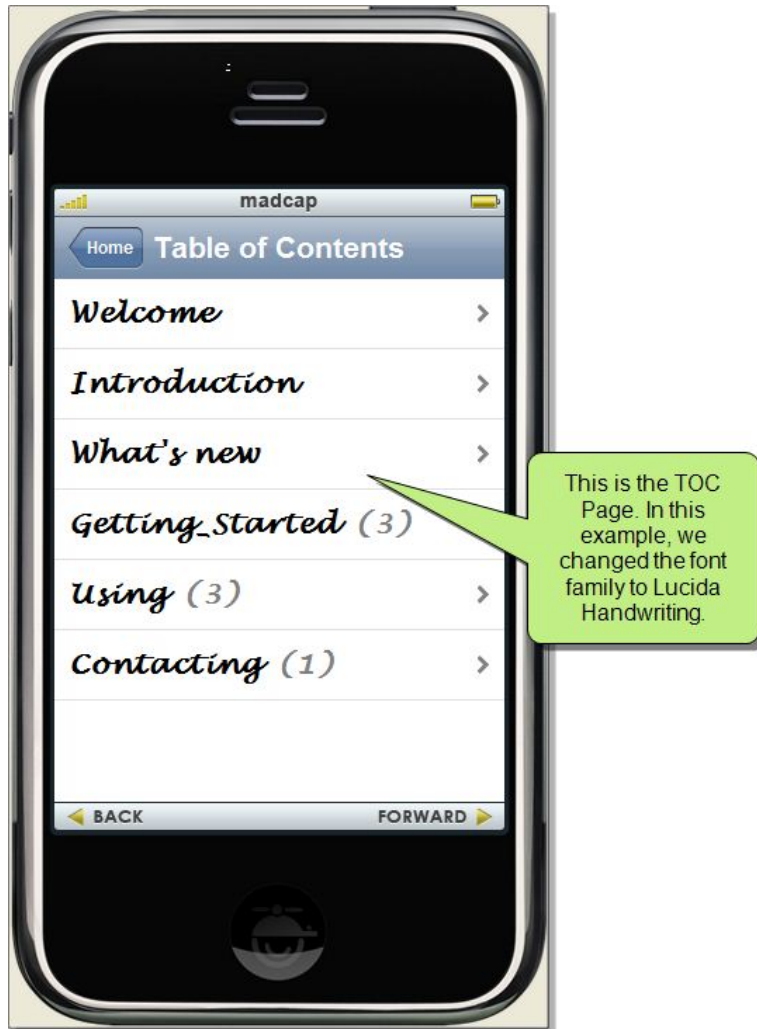 madcap
Home Table of Contents
Welcome
Introduction
What's new
Getting_Started (3)
Using (3)
Contacting (1)
This is the TOC
Page. In this
example, we
changed the font
family to Lucida
Handwriting.
BACK FORWARD